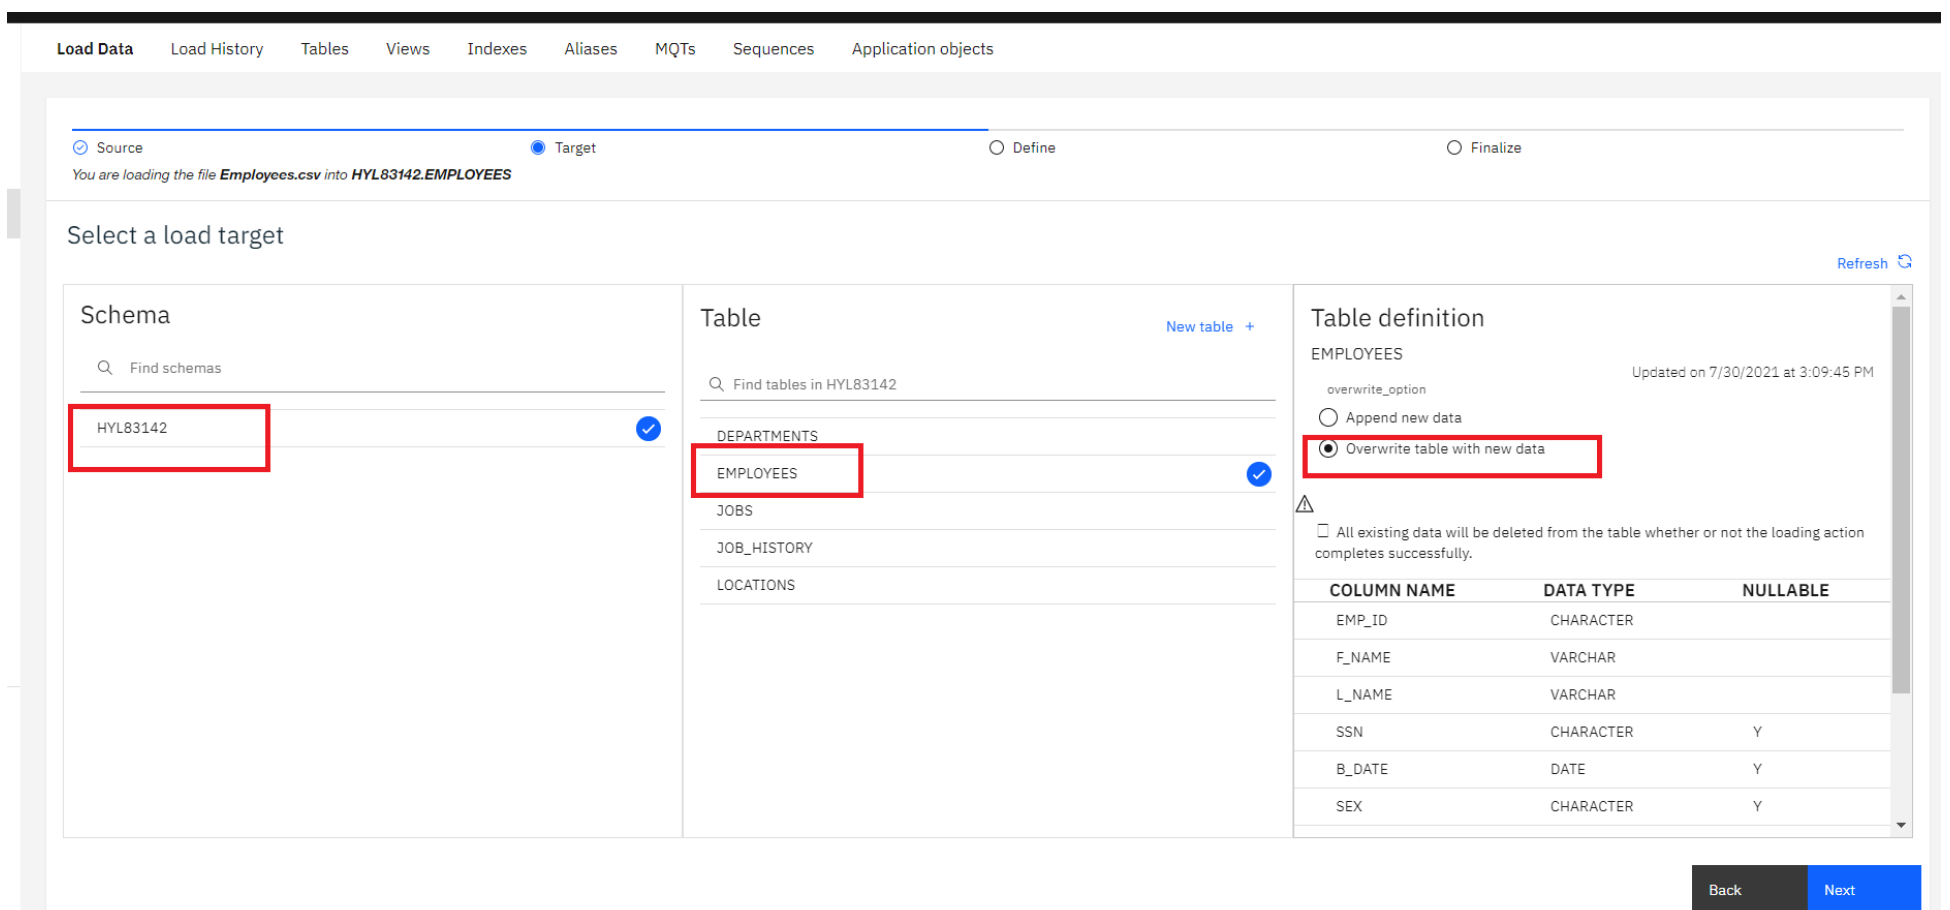 Load Data Load History Tables Views Indexes Aliases MQTs Sequences Application objects
Source Target Define Finalize
You are loading the file Employees.csv into HYL83142.EMPLOYEES
Select a load target
Refresh
Schema
Find schemas
HYL83142
Table
New table +
Find tables in HYL83142
DEPARTMENTS
EMPLOYEES
JOBS
JOB_HISTORY
LOCATIONS
Table definition
EMPLOYEES
Updated on 7/30/2021 at 3:09:45 PM
overwrite_option
Append new data
Overwrite table with new data
All existing data will be deleted from the table whether or not the loading action
completes successfully.
COLUMN NAME DATA TYPE NULLABLE
EMP_ID CHARACTER
F_NAME VARCHAR
L_NAME VARCHAR
SSN CHARACTER Y
B_DATE DATE Y
SEX CHARACTER Y
Back Next